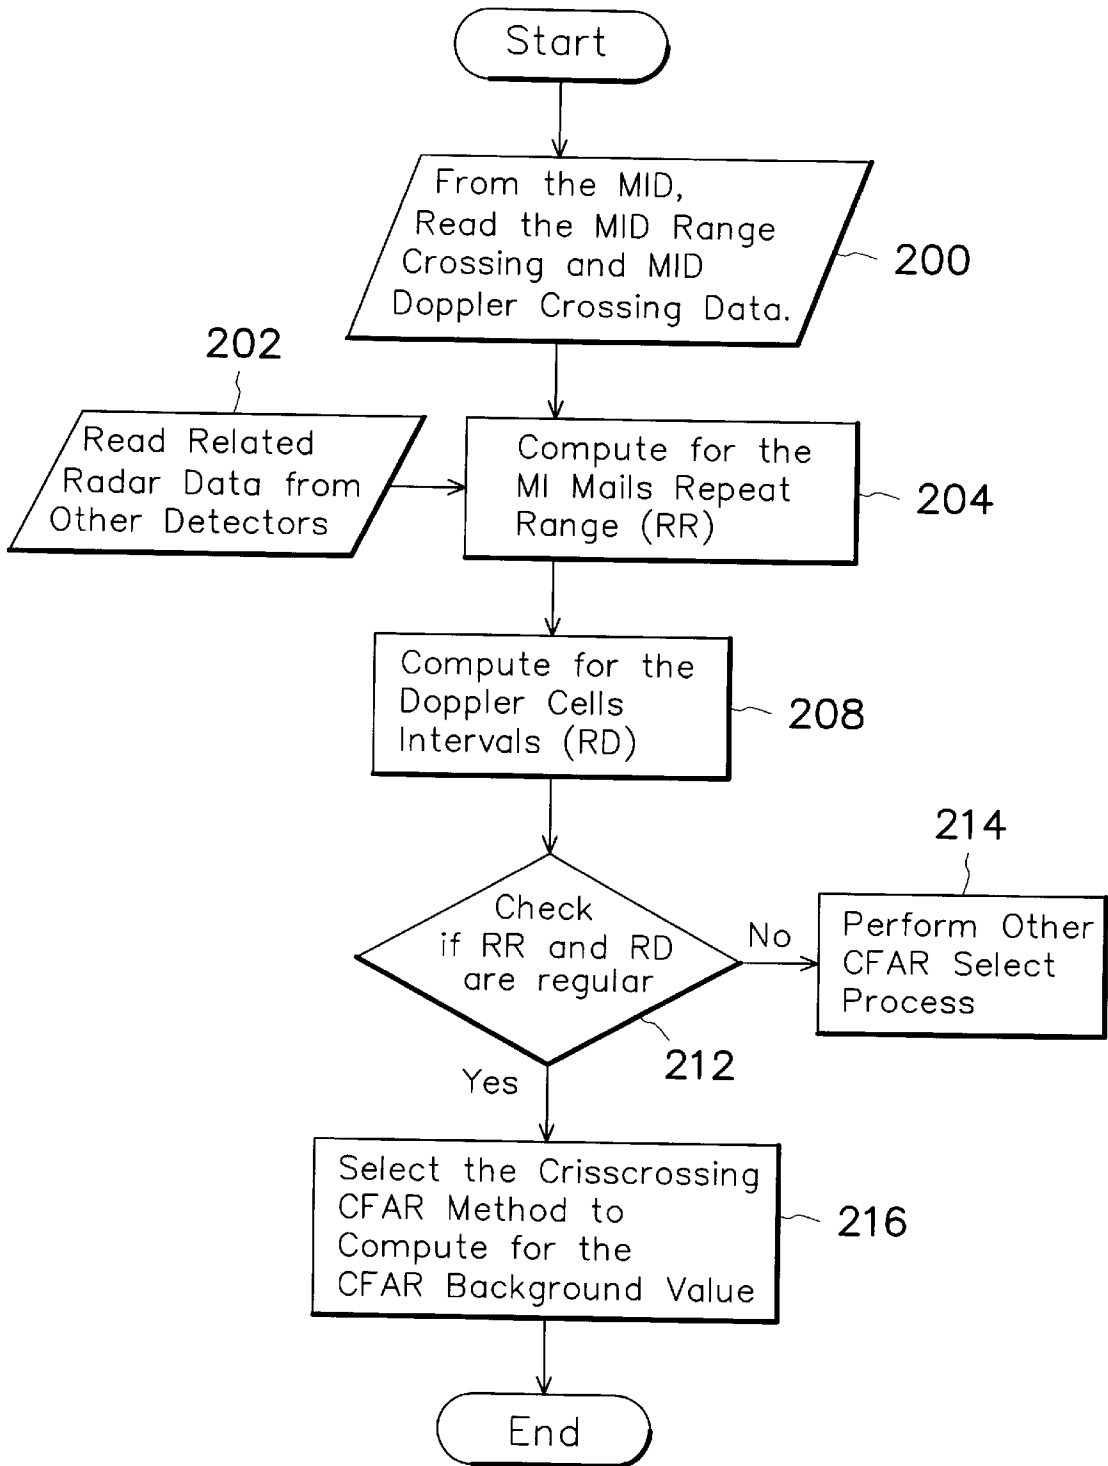 Start
From the MID,
Read the MID Range
Crossing and MID
Doppler Crossing Data.
200
202
Read Related
Radar Data from
Other Detectors
Compute for the
MI Mails Repeat
Range (RR)
204
Compute for the
Doppler Cells
Intervals (RD)
208
Check
if RR and RD
are regular
212
No
214
Perform Other
CFAR Select
Process
Yes
Select the Crisscrossing
CFAR Method to
Compute for the
CFAR Background Value
216
End